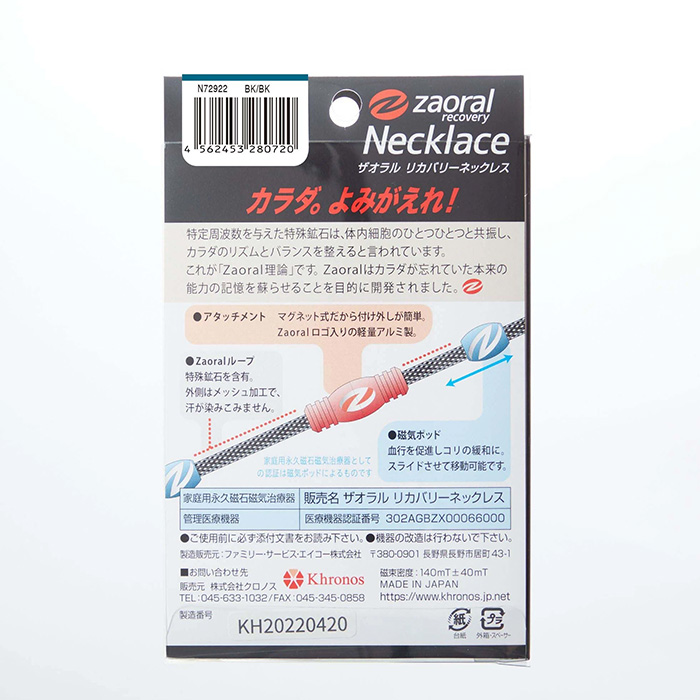 N72922 BK/BK
4 562453 280720
zaoral
recovery
Necklace
ザオラル リカバリーネックレス
カラダ。よみがえれ！
特定周波数を与えた特殊鉱石は、体内細胞のひとつひとつと共振し、
カラダのリズムとバランスを整えると言われています。
これが「Zaoral理論」です。Zaoralはカラダが忘れていた本来の
能力の記憶を蘇らせることを目的に開発されました。
●アタッチメント マグネット式だから付け外しが簡単。
Zaoralロゴ入りの軽量アルミ製。
●Zaoralループ
特殊鉱石を含有。
外側はメッシュ加工で、
汗が染みこみません。
●磁気ポッド
血行を促進しコリの緩和に。
スライドさせて移動可能です。
家庭用永久磁石磁気治療器として
の認証は磁気ポッドによるものです
家庭用永久磁石磁気治療器 販売名 ザオラル リカバリーネックレス
管理医療機器 医療機器認証番号 302AGBZX00066000
●ご使用前に必ず添付文書をお読み下さい。●機器の改造は行わないで下さい。
製造販売元：ファミリー・サービス・エイコー株式会社 〒380-0901 長野県長野市居町43-1
■お問い合わせ先
販売元 株式会社クロノス
Khronos
TEL:045-633-1032/FAX:045-345-0858
磁束密度：140mT±40mT
MADE IN JAPAN
https://www.khronos.jp.net
製造番号
KH20220420
紙
台紙
プラ
外箱・スペーサー